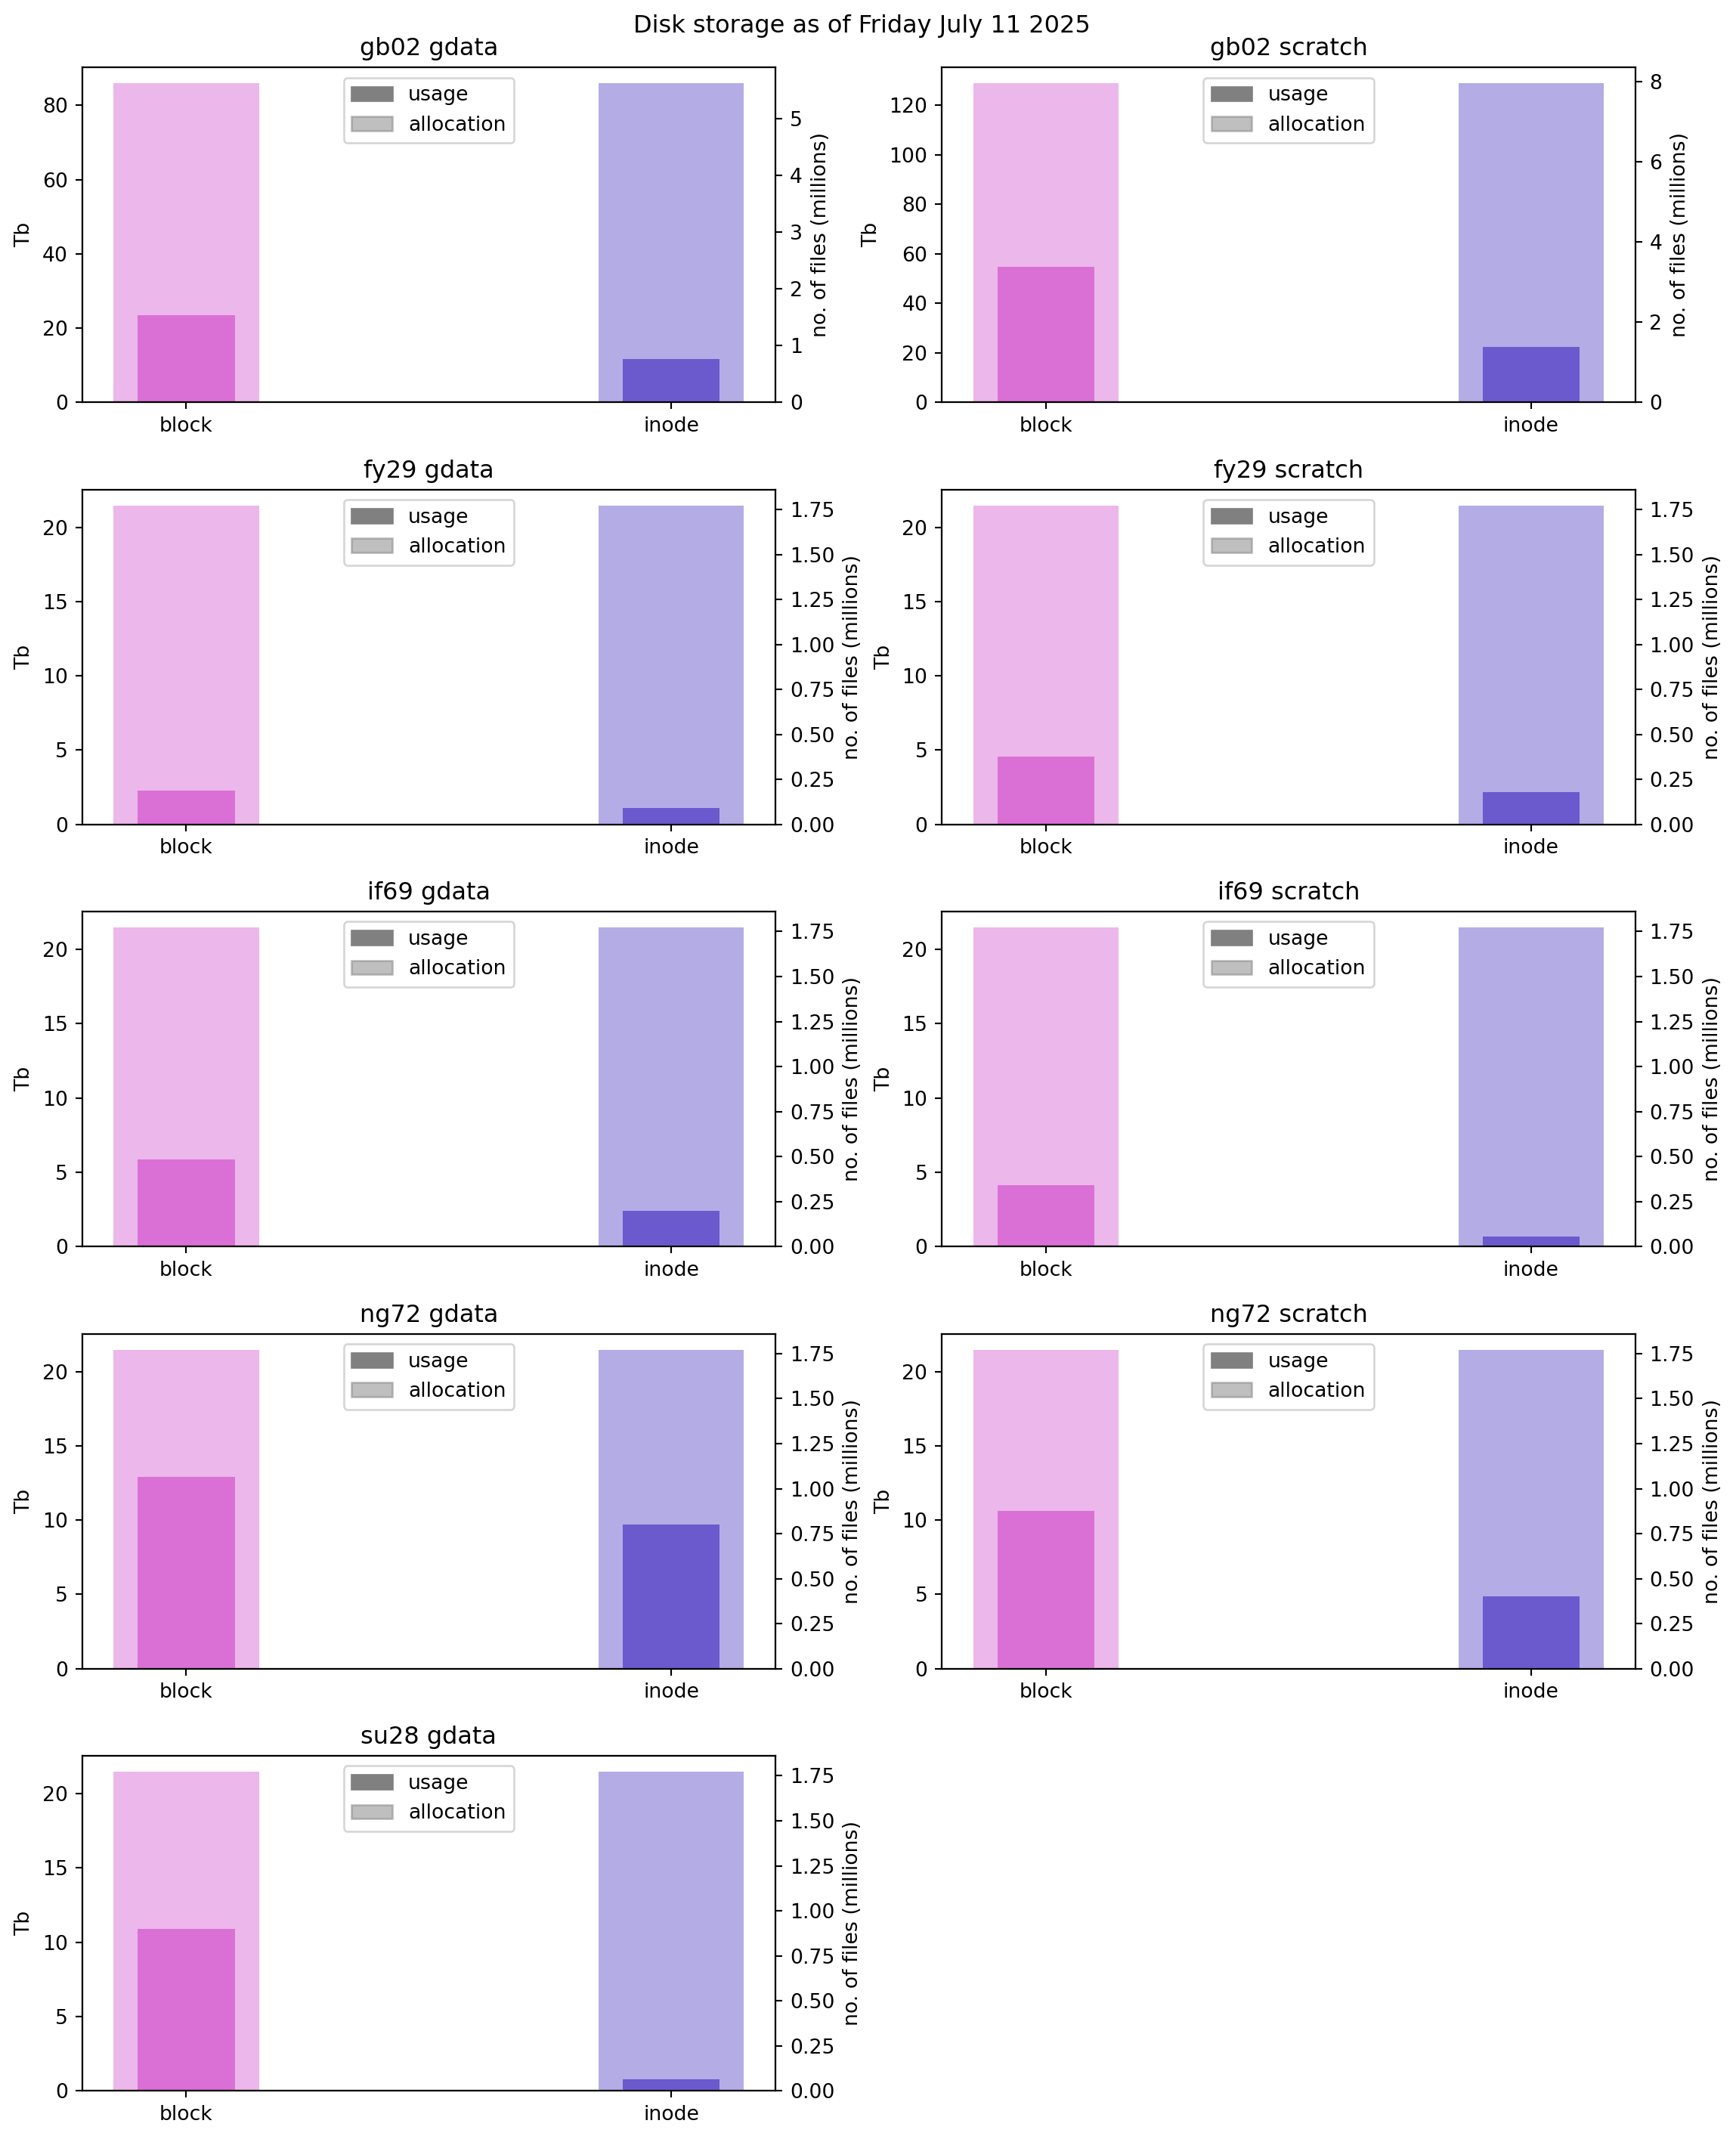 Disk storage as of Friday July 11 2025
gb02 gdata
usage
allocation
80
60
40
20
0
Tb
5
4
3
2
1
0
no. of files (millions)
block
inode
gb02 scratch
usage
allocation
120
100
80
60
40
20
0
Tb
8
6
4
2
0
no. of files (millions)
block
inode
fy29 gdata
usage
allocation
20
15
10
5
0
Tb
1.75
1.50
1.25
1.00
0.75
0.50
0.25
0.00
no. of files (millions)
block
inode
fy29 scratch
usage
allocation
20
15
10
5
0
Tb
1.75
1.50
1.25
1.00
0.75
0.50
0.25
0.00
no. of files (millions)
block
inode
if69 gdata
usage
allocation
20
15
10
5
0
Tb
1.75
1.50
1.25
1.00
0.75
0.50
0.25
0.00
no. of files (millions)
block
inode
if69 scratch
usage
allocation
20
15
10
5
0
Tb
1.75
1.50
1.25
1.00
0.75
0.50
0.25
0.00
no. of files (millions)
block
inode
ng72 gdata
usage
allocation
20
15
10
5
0
Tb
1.75
1.50
1.25
1.00
0.75
0.50
0.25
0.00
no. of files (millions)
block
inode
ng72 scratch
usage
allocation
20
15
10
5
0
Tb
1.75
1.50
1.25
1.00
0.75
0.50
0.25
0.00
no. of files (millions)
block
inode
su28 gdata
usage
allocation
20
15
10
5
0
Tb
1.75
1.50
1.25
1.00
0.75
0.50
0.25
0.00
no. of files (millions)
block
inode